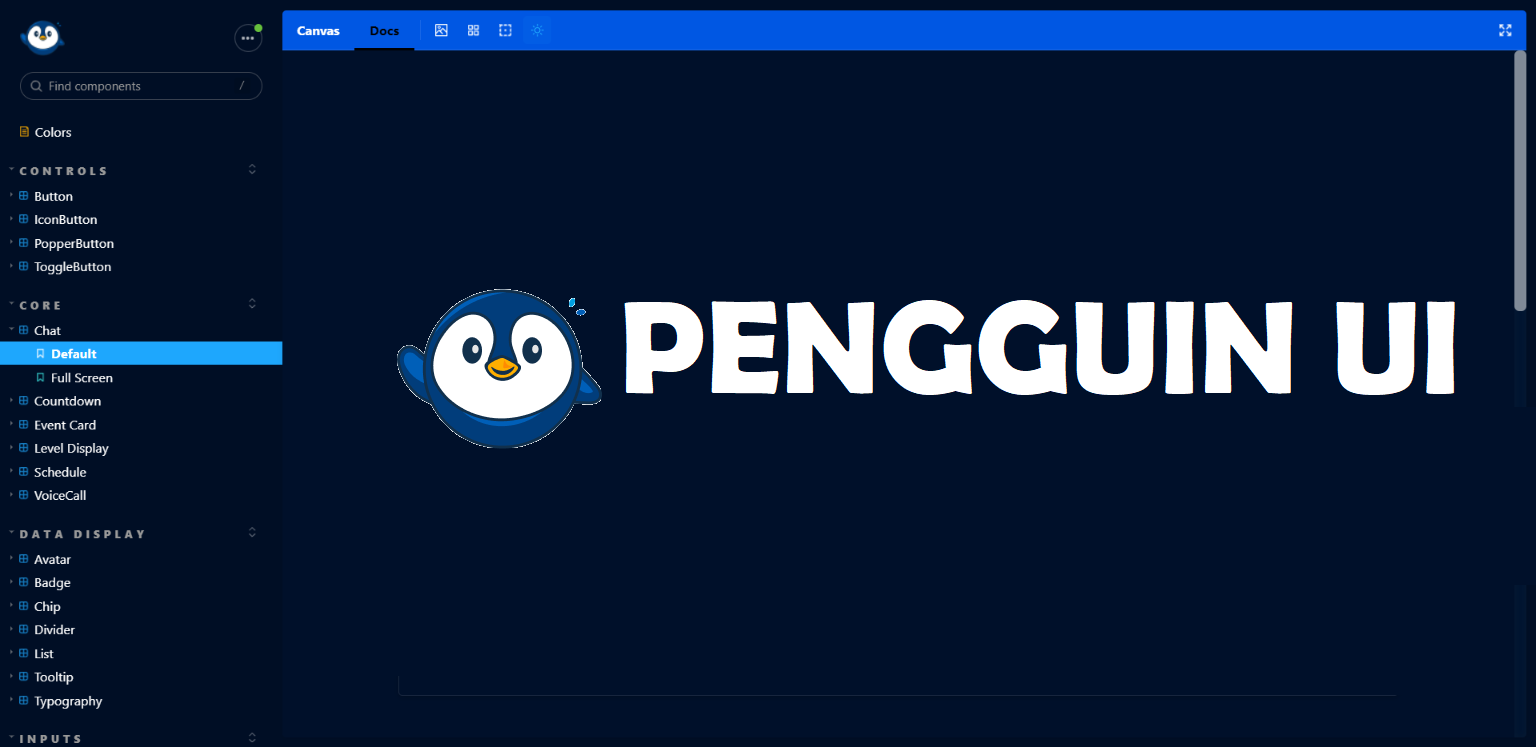 Canvas
Docs
Find components
/
Colors
CONTROLS
Button
IconButton
PopperButton
ToggleButton
CORE
Chat
Default
Full Screen
Countdown
Event Card
Level Display
Schedule
VoiceCall
DATA DISPLAY
Avatar
Badge
Chip
Divider
List
Tooltip
Typography
INPUTS
PENGGUIN UI